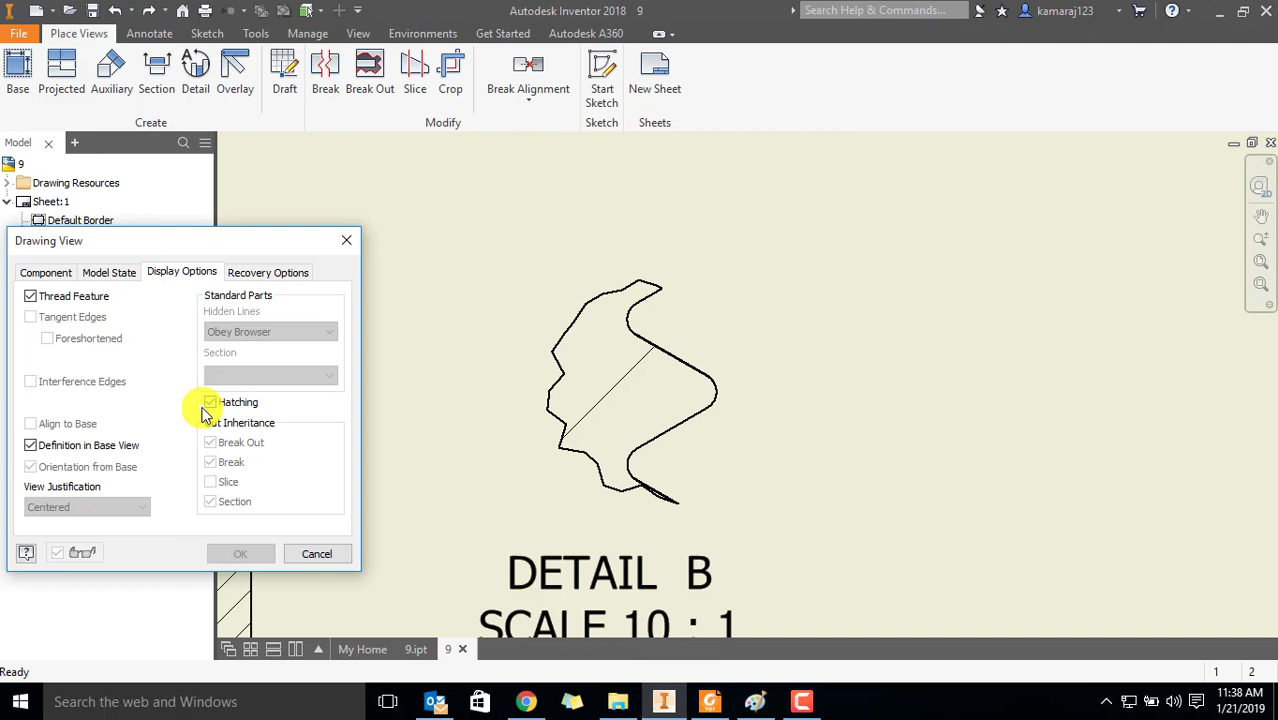 Autodesk Inventor 2018 9
Search Help & Commands...
kamaraj123
File Place Views Annotate Sketch Tools Manage View Environments Get Started Autodesk A360
Base Projected Auxiliary Section Detail Overlay Draft Break Break Out Slice Crop Break Alignment Start Sketch New Sheet
Create Modify Sketch Sheets
Model
9
Drawing Resources
Sheet:1
Default Border
Drawing View
Component Model State Display Options Recovery Options
Thread Feature
Tangent Edges
Foreshortened
Interference Edges
Align to Base
Definition in Base View
Orientation from Base
View Justification
Centered
Standard Parts
Hidden Lines
Obey Browser
Section
Hatching
Inheritance
Break Out
Break
Slice
Section
OK Cancel
DETAIL B
SCALE 10 : 1
My Home 9.ipt 9
Ready 1 2
Search the web and Windows
11:38 AM
1/21/2019
2D